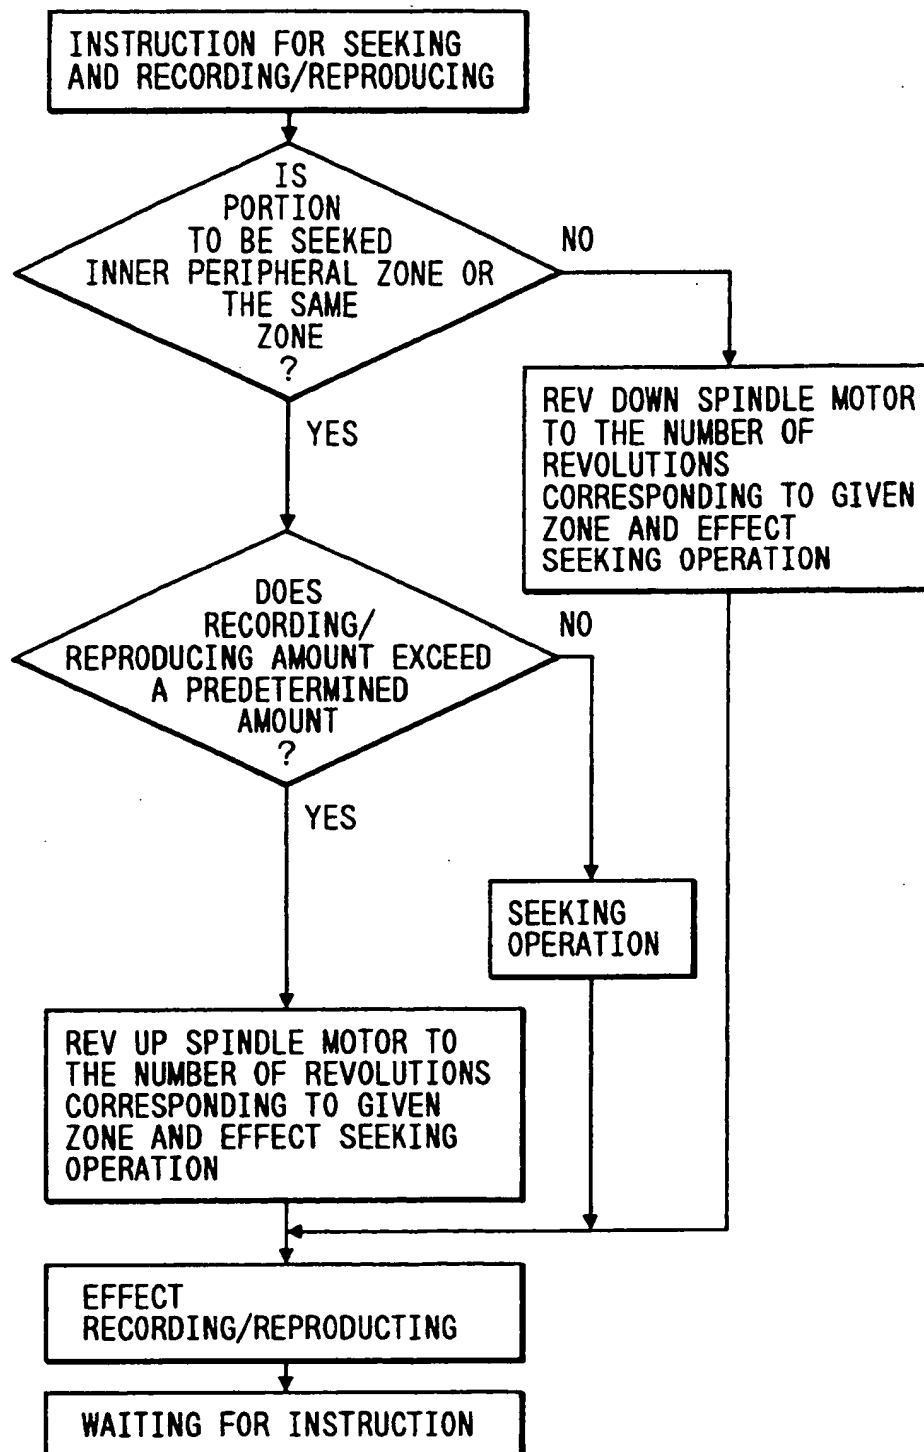 INSTRUCTION FOR SEEKING
AND RECORDING/REPRODUCING
IS
PORTION
TO BE SEEKED
INNER PERIPHERAL ZONE OR
THE SAME
ZONE
?
NO
YES
REV DOWN SPINDLE MOTOR
TO THE NUMBER OF
REVOLUTIONS
CORRESPONDING TO GIVEN
ZONE AND EFFECT
SEEKING OPERATION
DOES
RECORDING/
REPRODUCING AMOUNT EXCEED
A PREDETERMINED
AMOUNT
?
NO
YES
SEEKING
OPERATION
REV UP SPINDLE MOTOR TO
THE NUMBER OF REVOLUTIONS
CORRESPONDING TO GIVEN
ZONE AND EFFECT SEEKING
OPERATION
EFFECT
RECORDING/REPRODUCTING
WAITING FOR INSTRUCTION